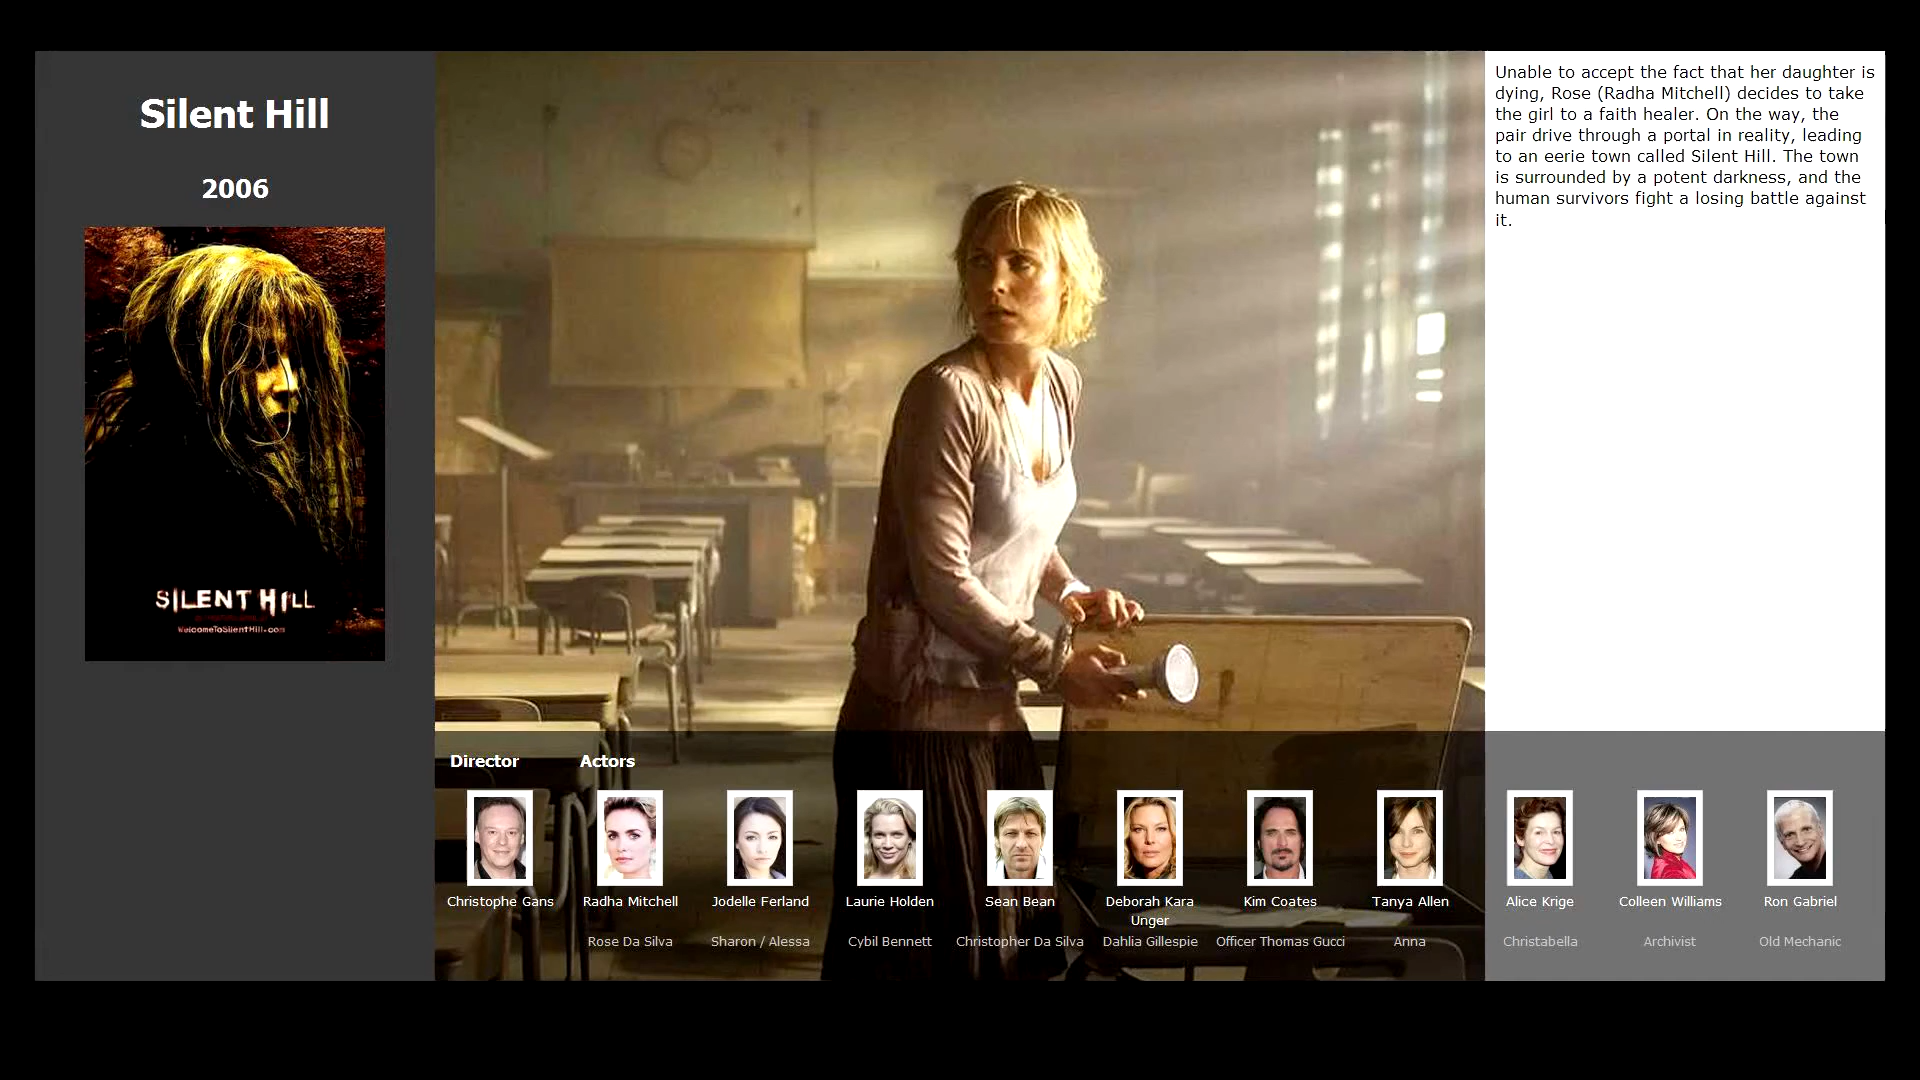 Silent Hill
2006
SILENT HILL
WelcomeToSilentHill.com
Unable to accept the fact that her daughter is
dying, Rose (Radha Mitchell) decides to take
the girl to a faith healer. On the way, the
pair drive through a portal in reality, leading
to an eerie town called Silent Hill. The town
is surrounded by a potent darkness, and the
human survivors fight a losing battle against
it.
Director Actors
Christophe Gans Radha Mitchell Jodelle Ferland Laurie Holden Sean Bean Deborah Kara Kim Coates Tanya Allen Alice Krige Colleen Williams Ron Gabriel
Unger
Rose Da Silva Sharon / Alessa Cybil Bennett Christopher Da Silva Dahlia Gillespie Officer Thomas Gucci Anna Christabella Archivist Old Mechanic